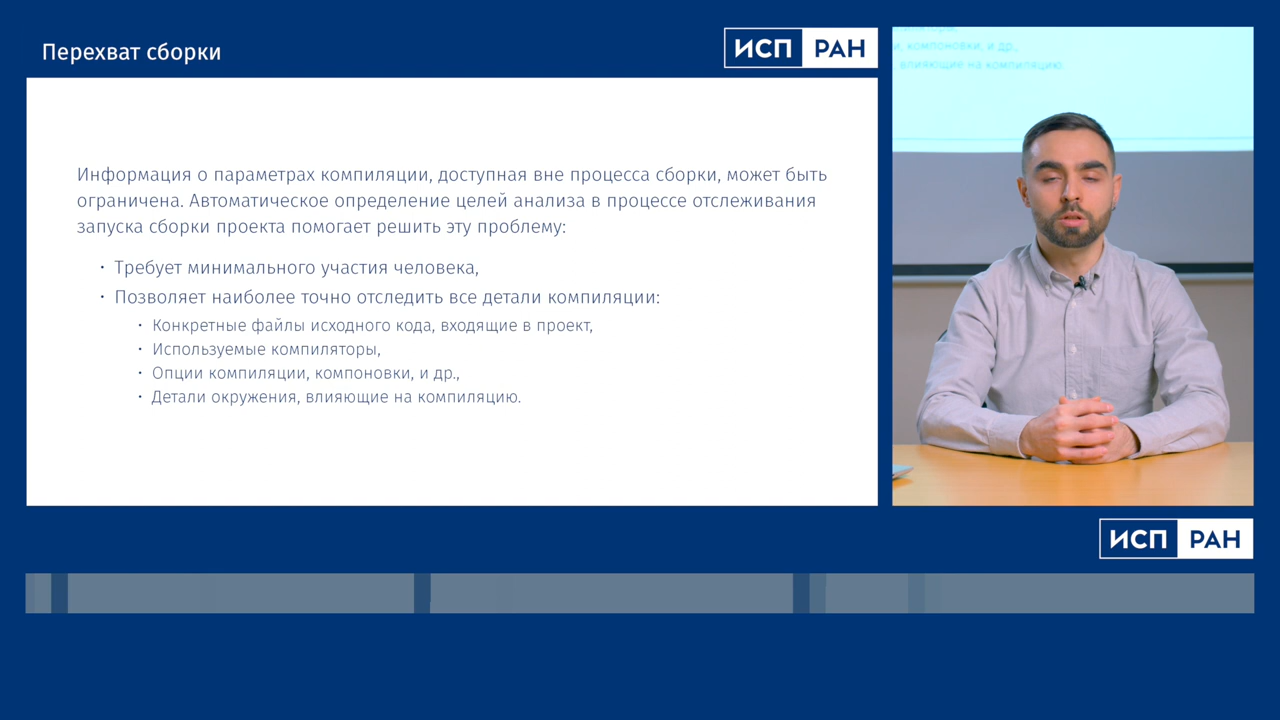 Перехват сборки
ИСП РАН
Информация о параметрах компиляции, доступная вне процесса сборки, может быть
ограничена. Автоматическое определение целей анализа в процессе отслеживания
запуска сборки проекта помогает решить эту проблему:
· Требует минимального участия человека,
· Позволяет наиболее точно отследить все детали компиляции:
· Конкретные файлы исходного кода, входящие в проект,
· Используемые компиляторы,
· Опции компиляции, компоновки, и др.,
· Детали окружения, влияющие на компиляцию.
и, компоновки, и др.,
влияющие на компиляцию.
ИСП РАН